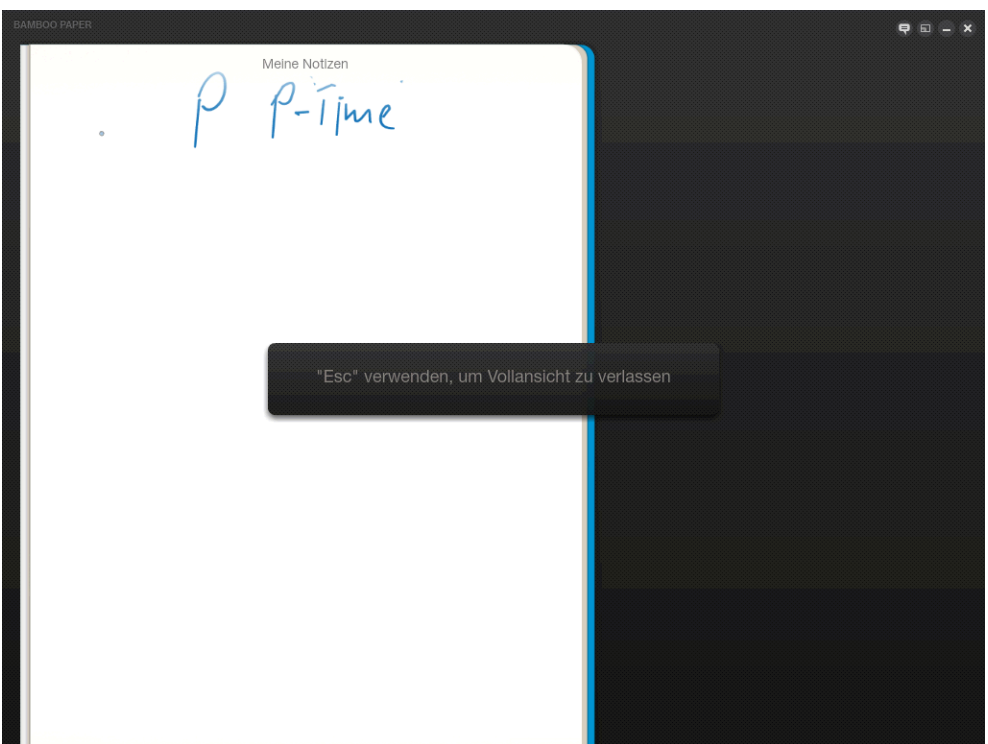 BAMBOO PAPER
Meine Notizen
P P-Time
"Esc" verwenden, um Vollansicht zu verlassen